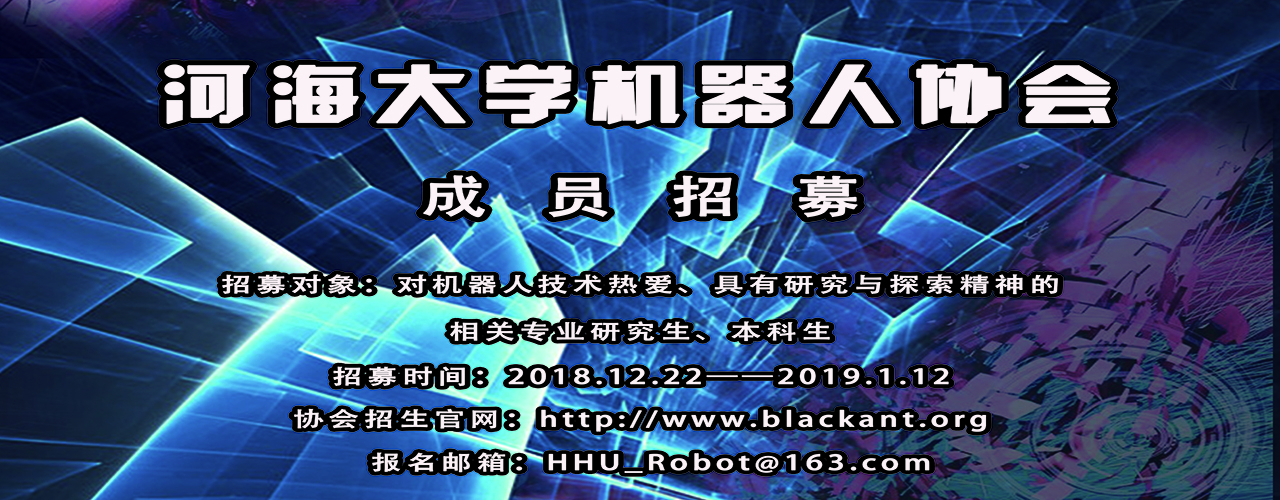 河海大学机器人协会
成员招募
招募对象：对机器人技术热爱、具有研究与探索精神的
相关专业研究生、本科生
招募时间：2018.12.22——2019.1.12
协会招生官网：http://www.blackant.org
报名邮箱：HHU_Robot@163.com